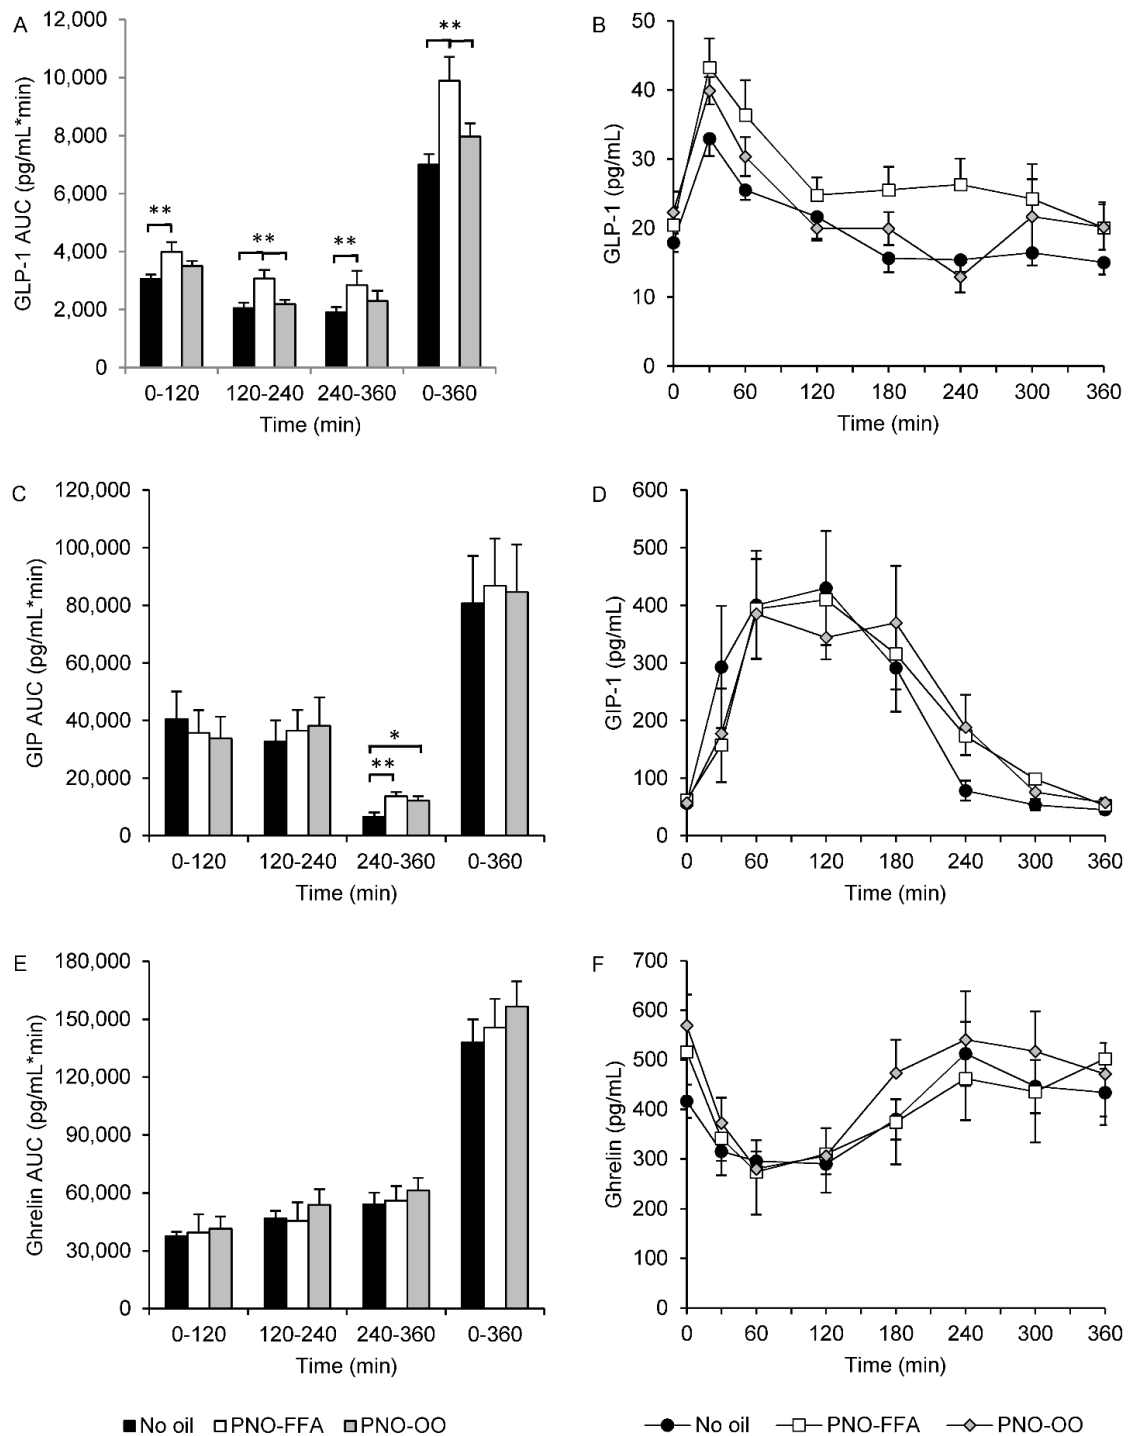 A
GLP-1 AUC (pg/mL*min)
12,000
10,000
8,000
6,000
4,000
2,000
0
**
**
**
**
0-120 120-240 240-360 0-360
Time (min)
B
GLP-1 (pg/mL)
50
40
30
20
10
0
0 60 120 180 240 300 360
Time (min)
C
GIP AUC (pg/mL*min)
120,000
100,000
80,000
60,000
40,000
20,000
0
*
**
0-120 120-240 240-360 0-360
Time (min)
D
GIP-1 (pg/mL)
600
500
400
300
200
100
0
0 60 120 180 240 300 360
Time (min)
E
Ghrelin AUC (pg/mL*min)
180,000
150,000
120,000
90,000
60,000
30,000
0
0-120 120-240 240-360 0-360
Time (min)
F
Ghrelin (pg/mL)
700
600
500
400
300
200
100
0
0 60 120 180 240 300 360
Time (min)
No oil PNO-FFA PNO-OO
No oil PNO-FFA PNO-OO